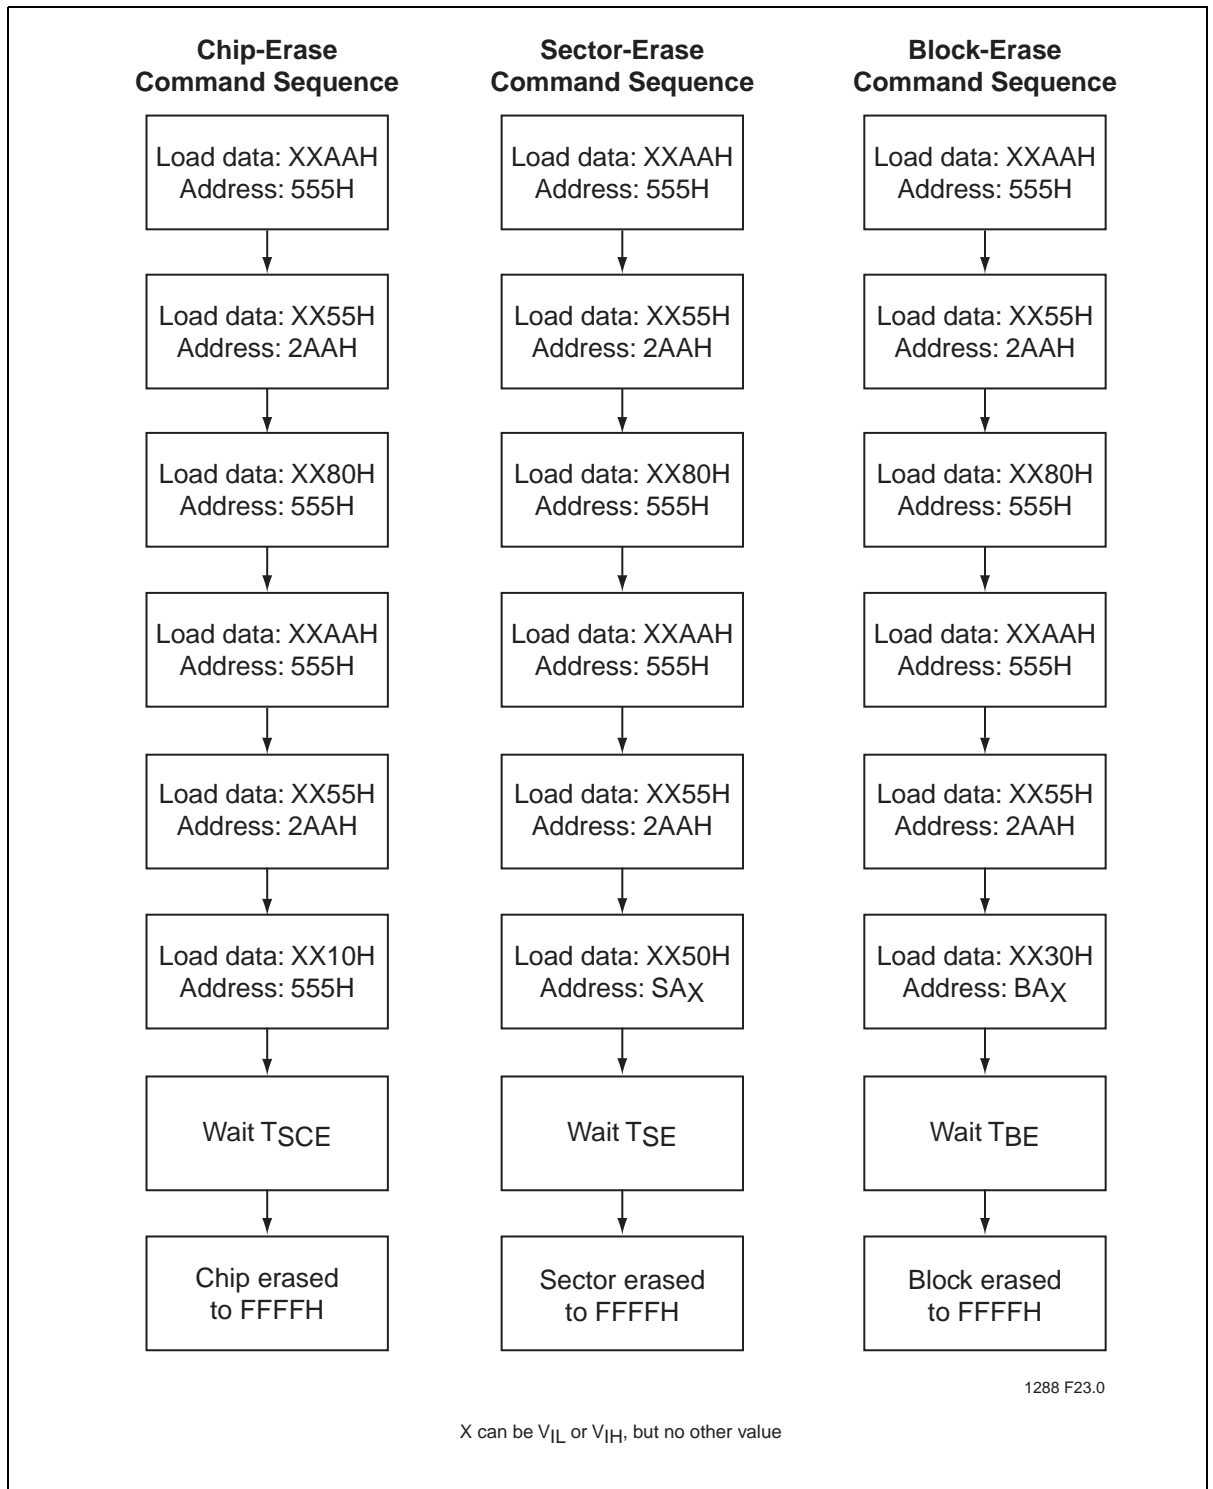 Chip-Erase
Command Sequence
Load data: XXAAH
Address: 555H
Load data: XX55H
Address: 2AAH
Load data: XX80H
Address: 555H
Load data: XXAAH
Address: 555H
Load data: XX55H
Address: 2AAH
Load data: XX10H
Address: 555H
Wait TSCE
Chip erased
to FFFFH
Sector-Erase
Command Sequence
Load data: XXAAH
Address: 555H
Load data: XX55H
Address: 2AAH
Load data: XX80H
Address: 555H
Load data: XXAAH
Address: 555H
Load data: XX55H
Address: 2AAH
Load data: XX50H
Address: SAX
Wait TSE
Sector erased
to FFFFH
Block-Erase
Command Sequence
Load data: XXAAH
Address: 555H
Load data: XX55H
Address: 2AAH
Load data: XX80H
Address: 555H
Load data: XXAAH
Address: 555H
Load data: XX55H
Address: 2AAH
Load data: XX30H
Address: BAX
Wait TBE
Block erased
to FFFFH
1288 F23.0
X can be VIL or VIH, but no other value